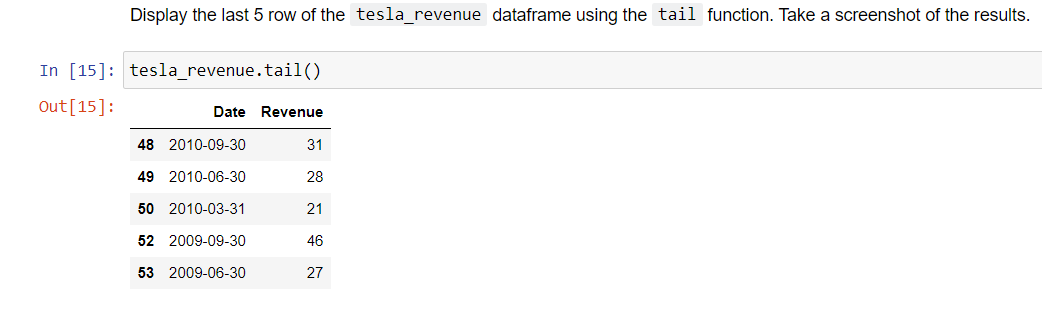 Display the last 5 row of the tesla_revenue dataframe using the tail function. Take a screenshot of the results.
In [15]: tesla_revenue.tail()
Out[15]:
Date Revenue
48 2010-09-30 31
49 2010-06-30 28
50 2010-03-31 21
52 2009-09-30 46
53 2009-06-30 27